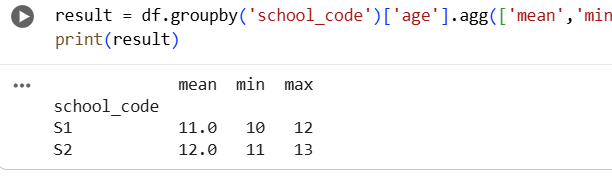 result = df.groupby('school_code')['age'].agg(['mean','min
print(result)
mean min max
school_code
S1 11.0 10 12
S2 12.0 11 13